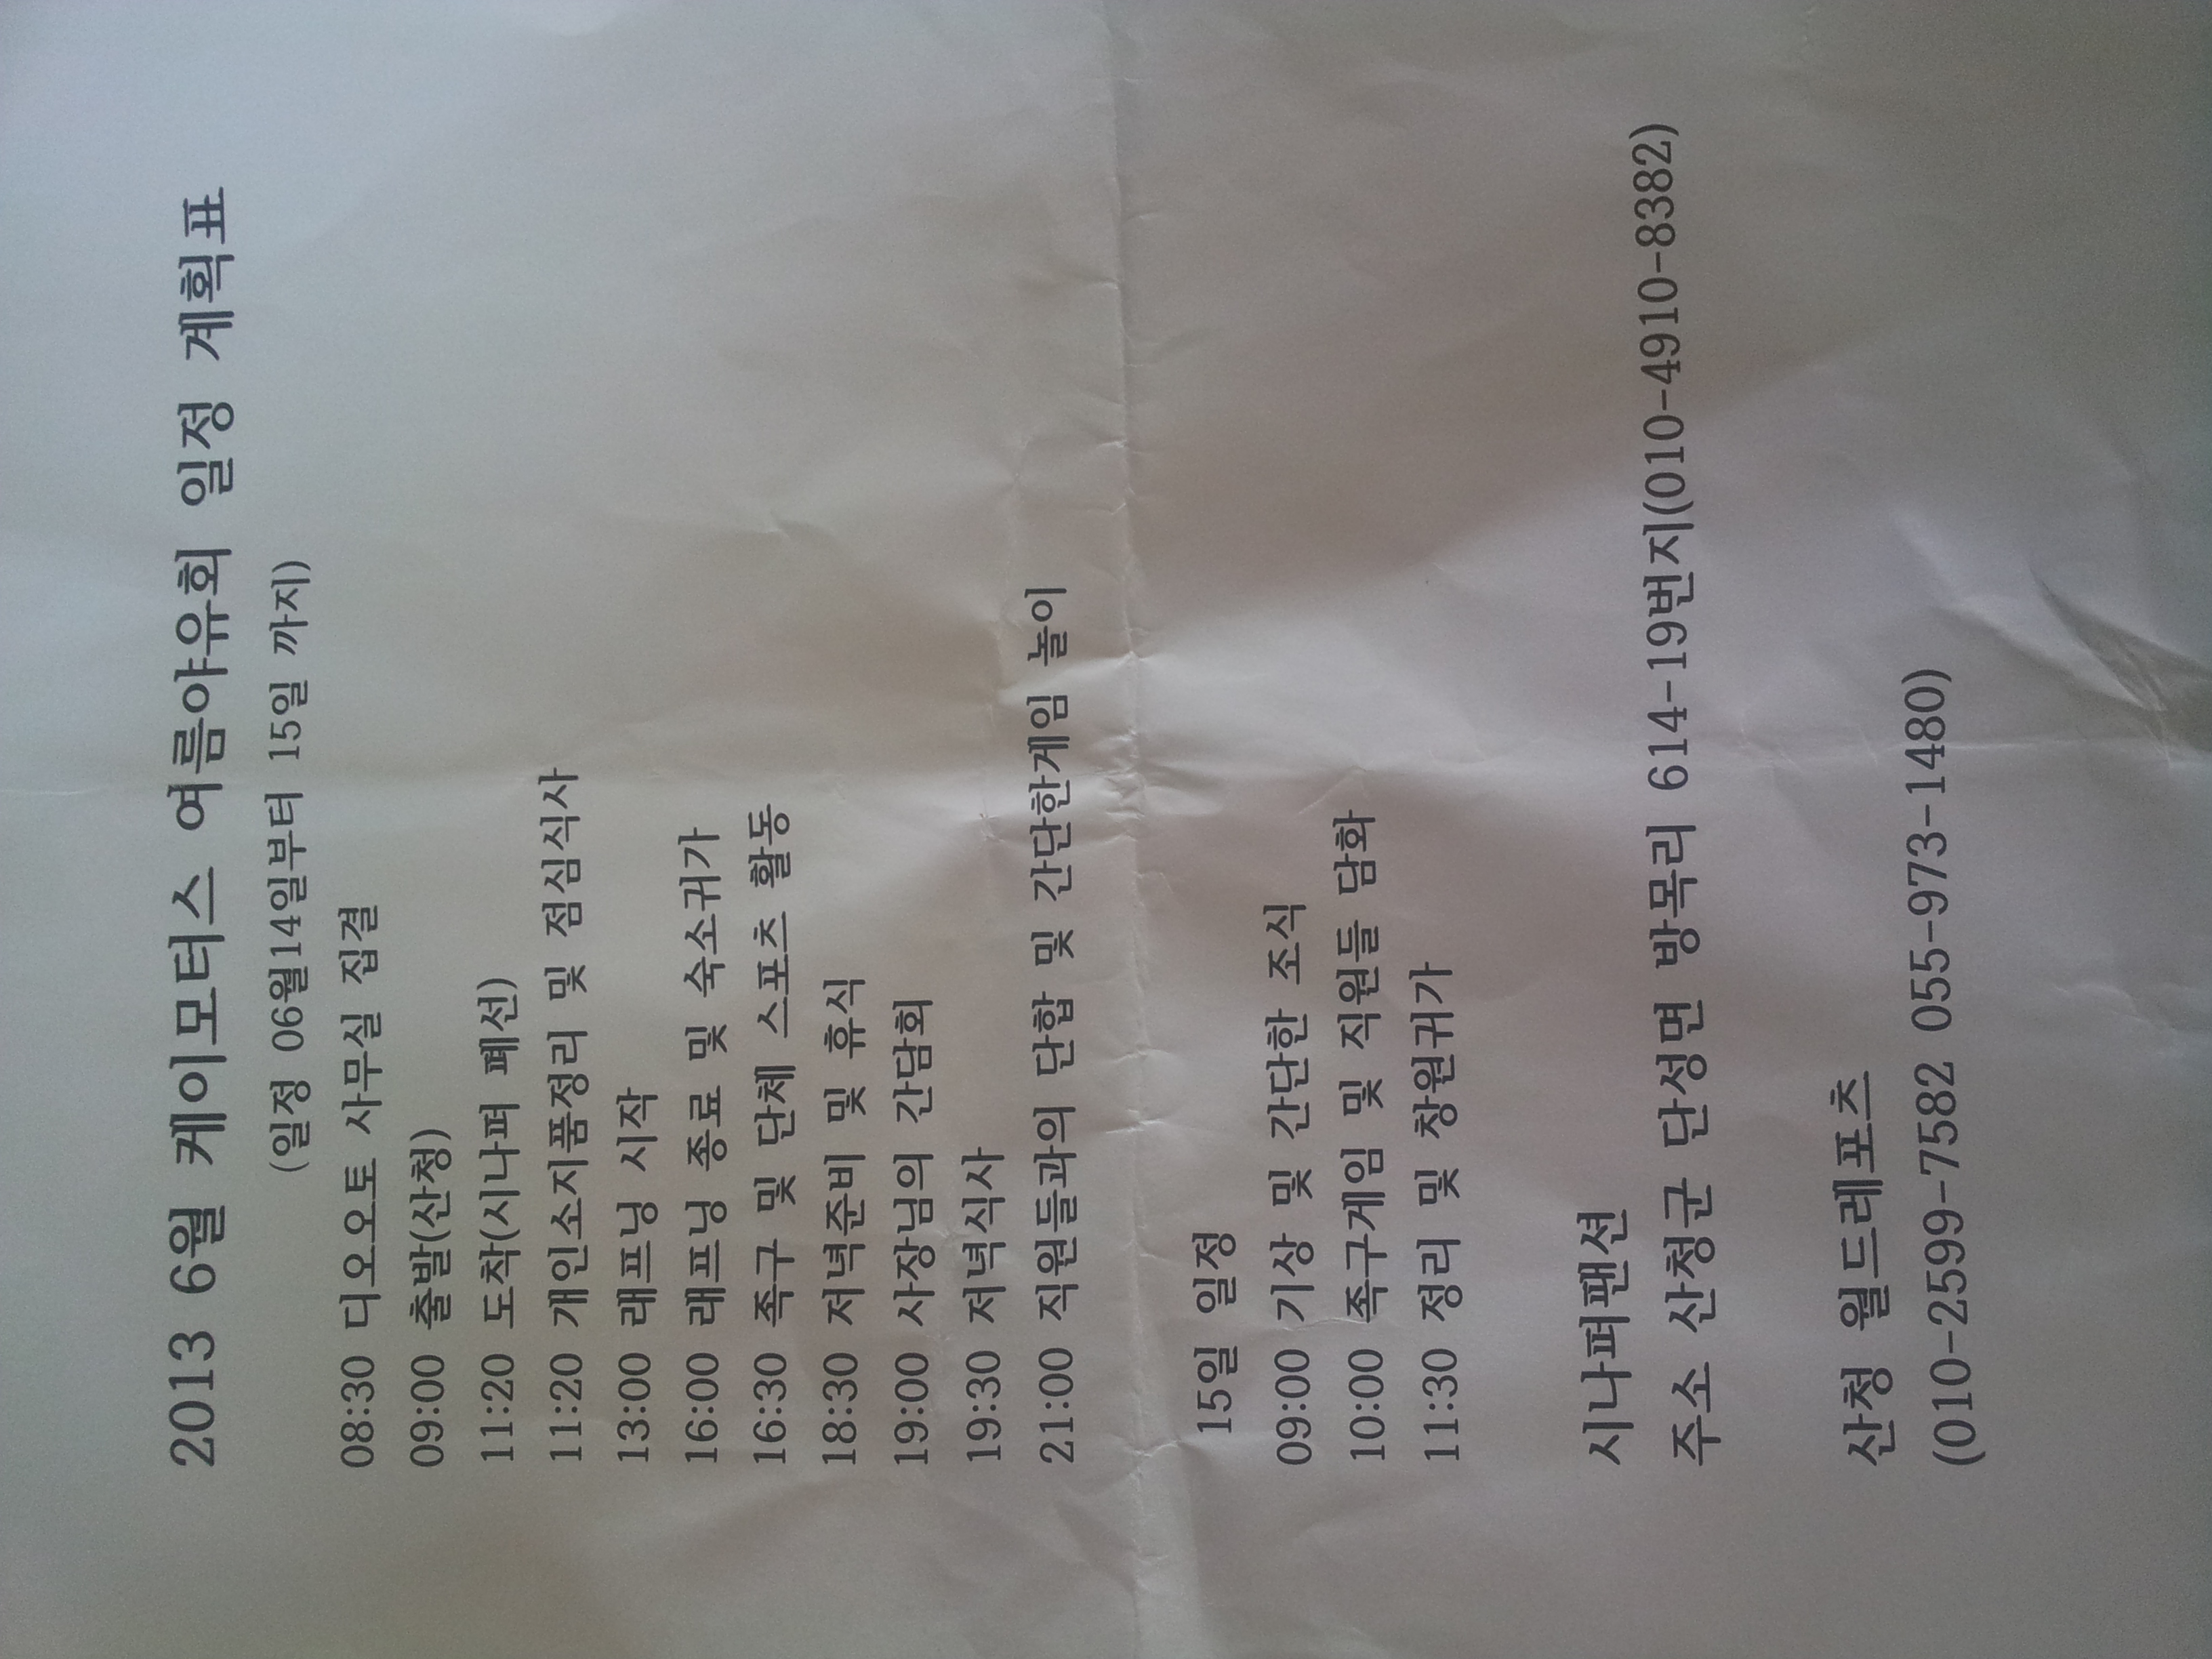 2013 6월 케이모터스 여름야유회 일정 계획표
(일정 06월14일부터 15일 까지)
08:30 디오오토 사무실 집결
09:00 출발(산청)
11:20 도착(시나퍼 폐션)
11:20 개인소지품정리 및 점심식사
13:00 래프닝 시작
16:00 래프닝 종료 및 숙소귀가
16:30 족구 및 단체 스포츠 활동
18:30 저녁준비 및 휴식
19:00 사장님의 간담회
19:30 저녁식사
21:00 직원들과의 단합 및 간단한게임 놀이
15일 일정
09:00 기상 및 간단한 조식
10:00 족구게임 및 직원들 담화
11:30 정리 및 창원귀가
시나퍼팬션
주소 산청군 단성면 방목리 614-19번지(010-4910-8382)
산청 월드레포츠
(010-2599-7582 055-973-1480)